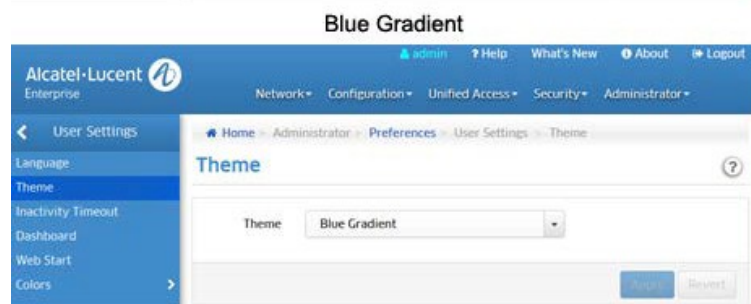 Blue Gradient
admin ? Help What's New About Logout
Alcatel·Lucent
Enterprise
Network Configuration Unified Access Security Administrator
User Settings
Home > Administrator > Preferences > User Settings > Theme
Language
Theme
Inactivity Timeout
Dashboard
Web Start
Colors
Theme
?
Theme Blue Gradient
Apply Revert